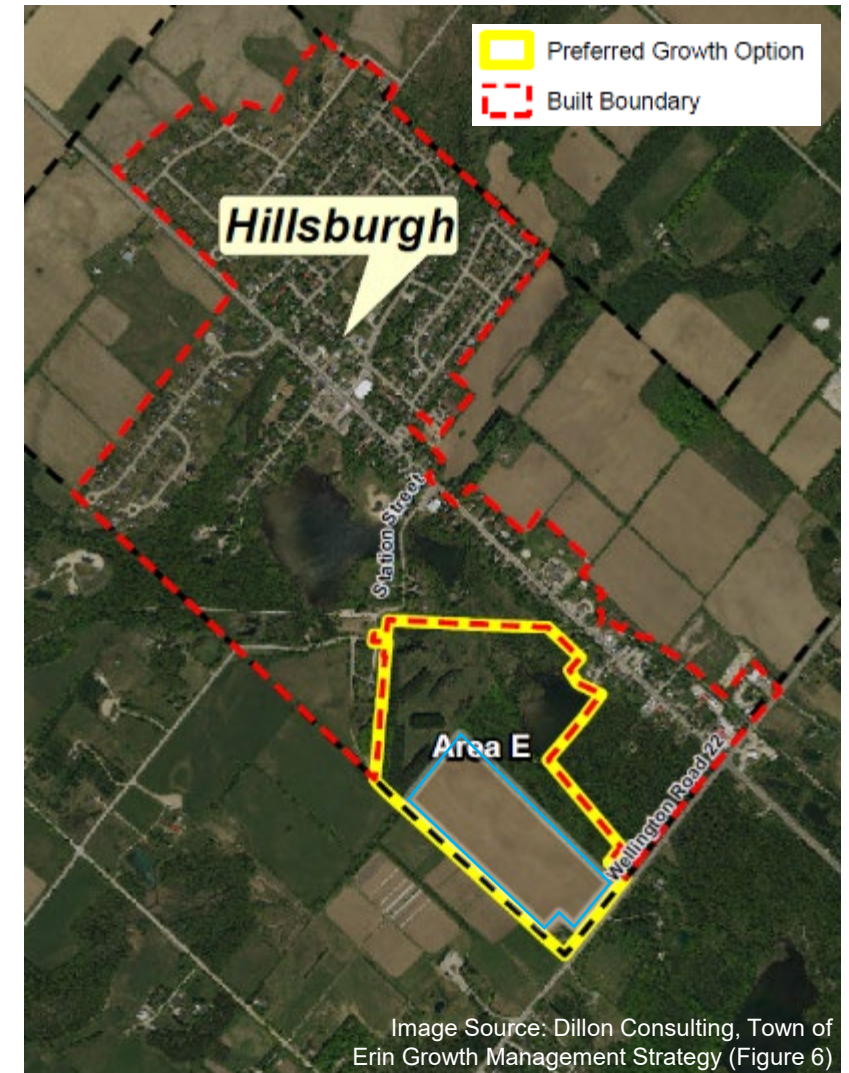 Preferred Growth Option
Built Boundary
Hillsburgh
Station Street
Area E
Wellington Road 22
Image Source: Dillon Consulting, Town of
Erin Growth Management Strategy (Figure 6)